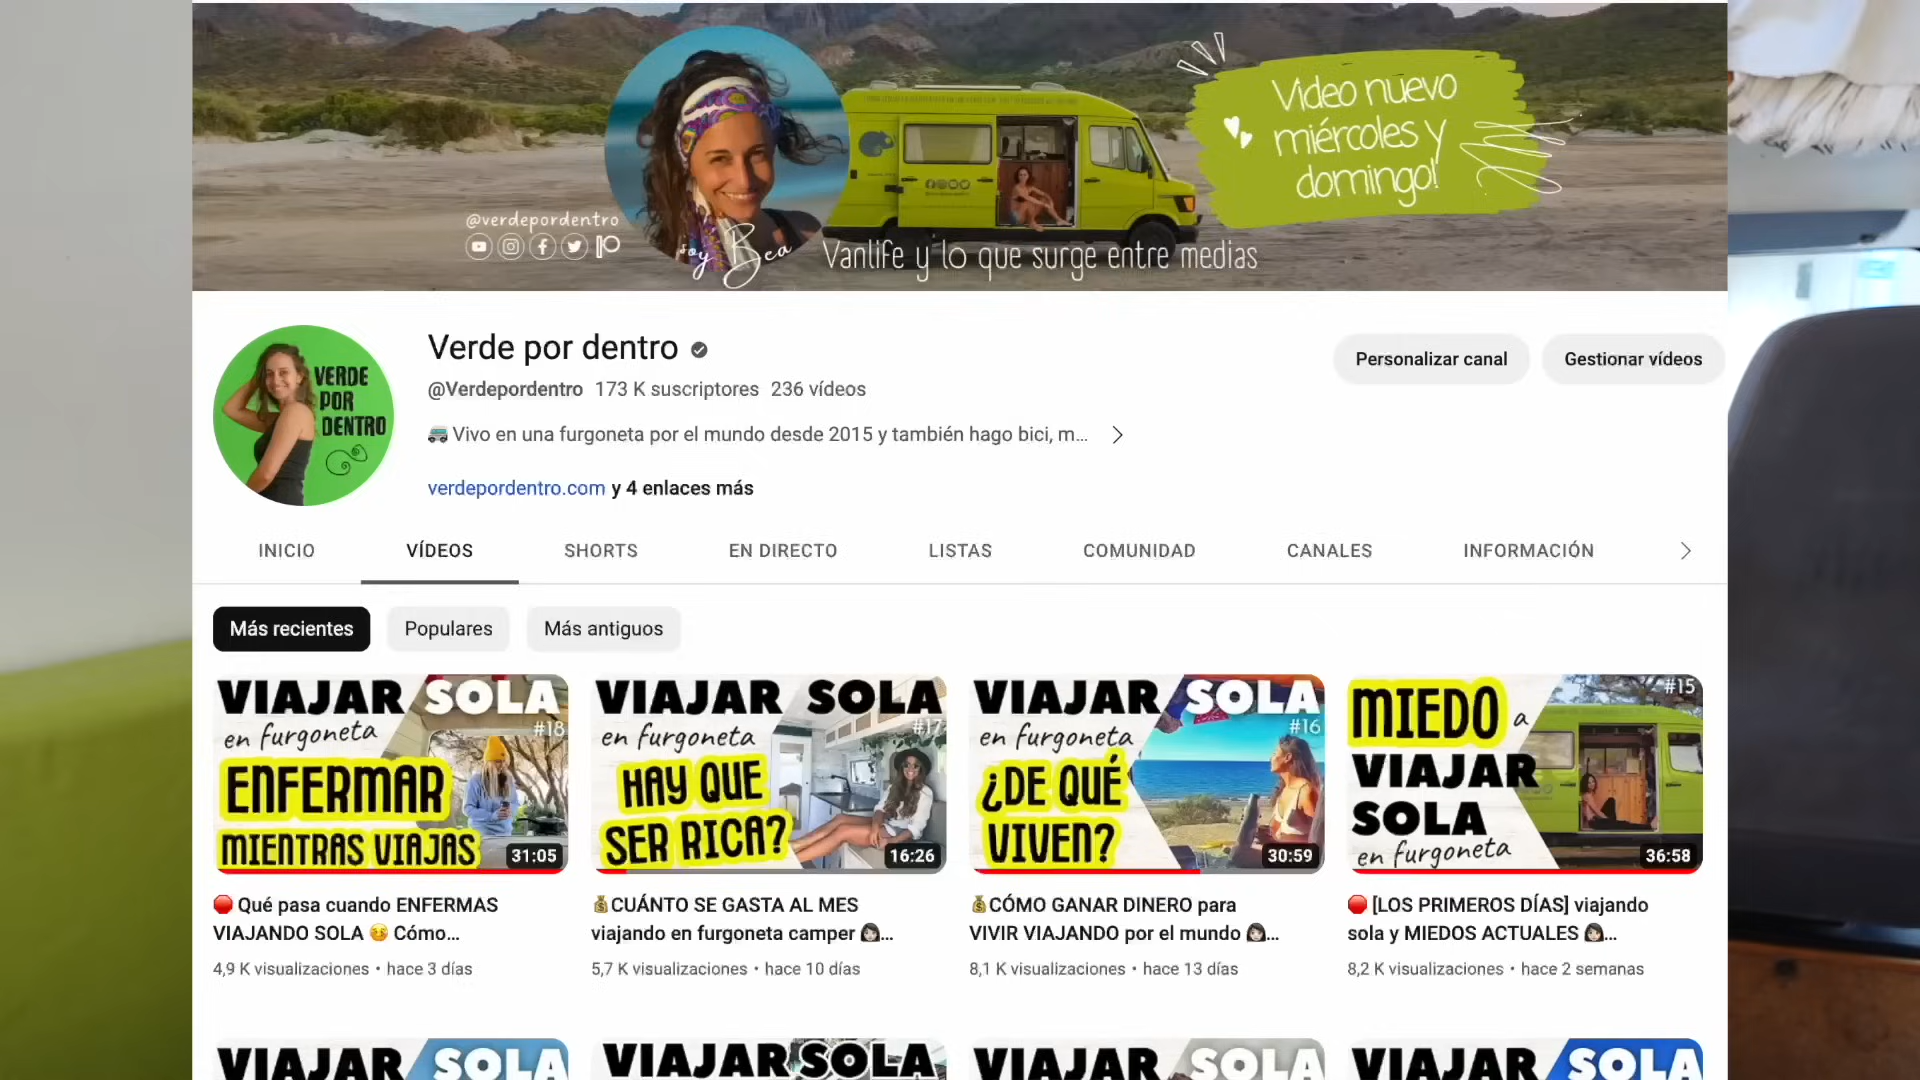 Video nuevo
miércoles y
domingo!
@verdepordentro
soy Bea
Vanlife y lo que surge entre medias
VERDE
POR
DENTRO
Verde por dentro
@Verdepordentro 173 K suscriptores 236 vídeos
Vivo en una furgoneta por el mundo desde 2015 y también hago bici, m...
verdepordentro.com y 4 enlaces más
Personalizar canal
Gestionar vídeos
INICIO
VÍDEOS
SHORTS
EN DIRECTO
LISTAS
COMUNIDAD
CANALES
INFORMACIÓN
Más recientes
Populares
Más antiguos
VIAJAR SOLA
#18
en furgoneta
ENFERMAR
MIENTRAS VIAJAS
31:05
🛑 Qué pasa cuando ENFERMAS
VIAJANDO SOLA 🤒 Cómo...
4,9 K visualizaciones • hace 3 días
VIAJAR SOLA
#17
en furgoneta
HAY QUE
SER RICA?
16:26
💰CUÁNTO SE GASTA AL MES
viajando en furgoneta camper 👩🏻...
5,7 K visualizaciones • hace 10 días
VIAJAR SOLA
#16
en furgoneta
¿DE QUÉ
VIVEN?
30:59
💰CÓMO GANAR DINERO para
VIVIR VIAJANDO por el mundo 👩🏻...
8,1 K visualizaciones • hace 13 días
#15
MIEDO a
VIAJAR
SOLA
en furgoneta
36:58
🛑 [LOS PRIMEROS DÍAS] viajando
sola y MIEDOS ACTUALES 👩🏻...
8,2 K visualizaciones • hace 2 semanas
VIAJAR SOLA
VIAJAR SOLA
VIAJAR SOLA
VIAJAR SOLA